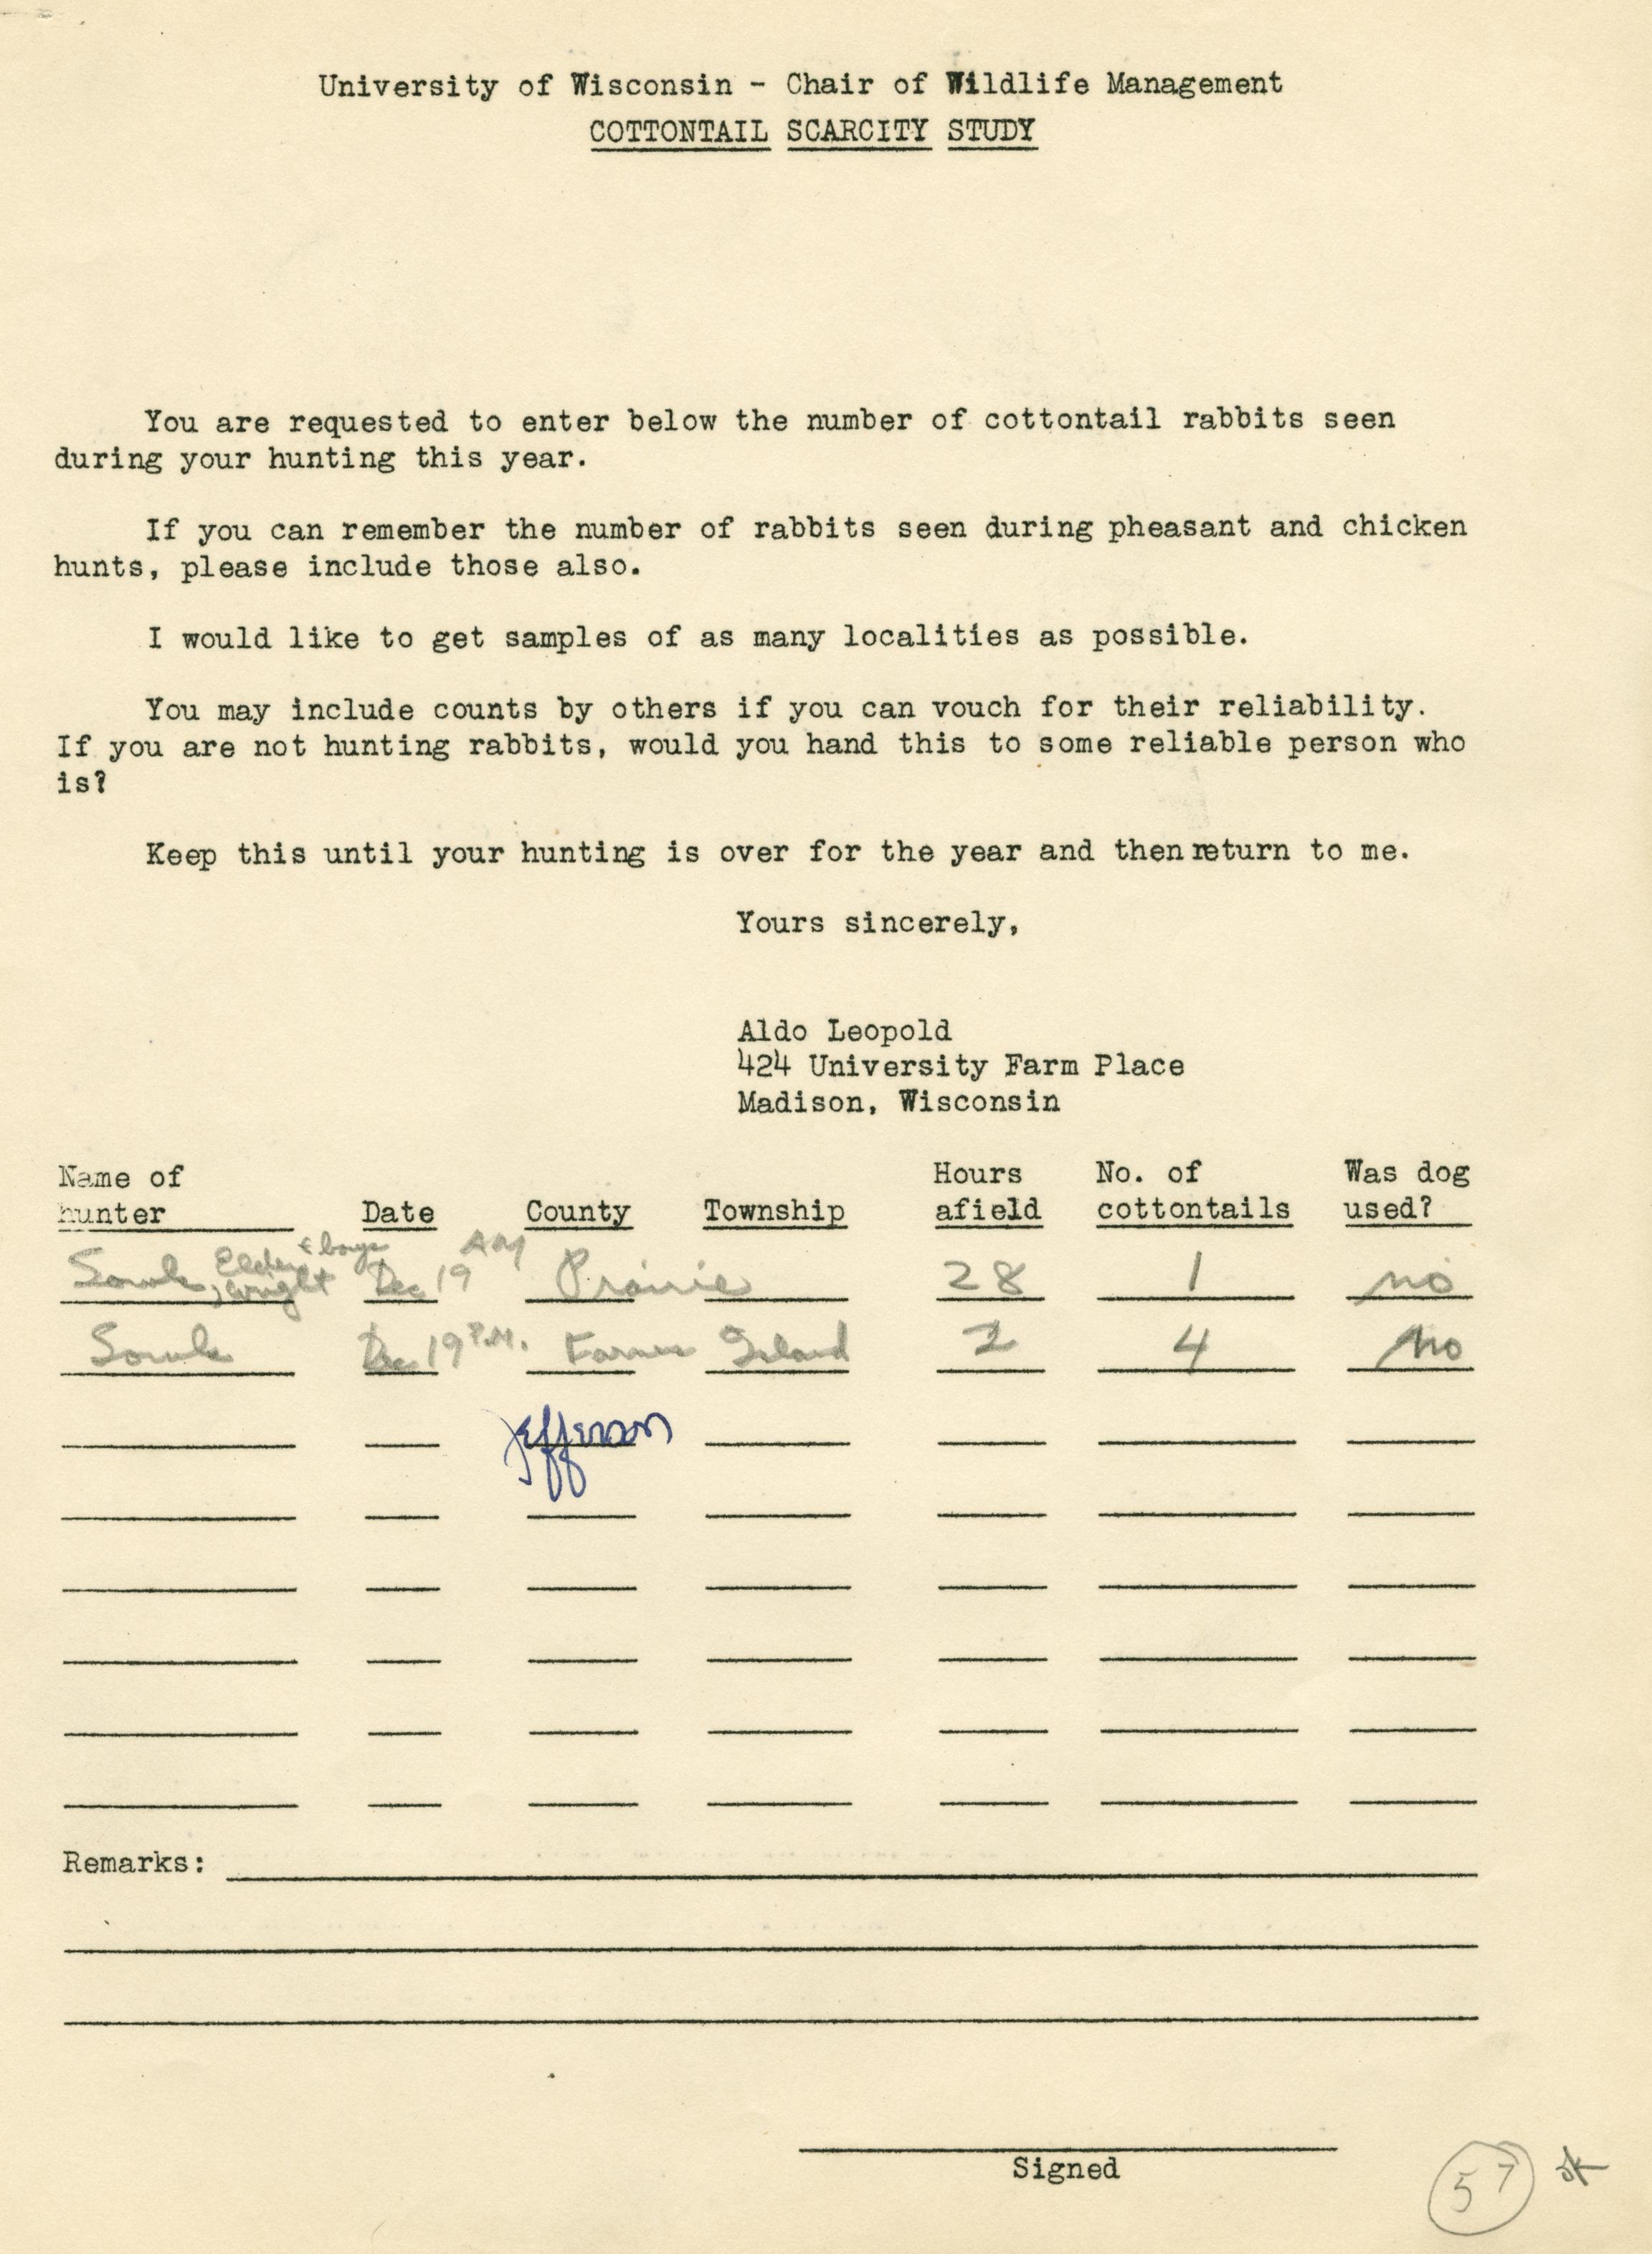 University of Wisconsin - Chair of Wildlife Management
COTTONTAIL SCARCITY STUDY
You are requested to enter below the number of cottontail rabbits seen
during your hunting this year.
If you can remember the number of rabbits seen during pheasant and chicken
hunts, please include those also.
I would like to get samples of as many localities as possible.
You may include counts by others if you can vouch for their reliability.
If you are not hunting rabbits, would you hand this to some reliable person who
is?
Keep this until your hunting is over for the year and then return to me.
Yours sincerely,
Aldo Leopold
424 University Farm Place
Madison, Wisconsin
Name of Hours No. of Was dog
hunter Date County Township afield cottontails used?
& boys AM
Sowls, Elder, Wright Dec 19 Prairie 28 1 no
Sowls Dec 19 P.M. Island 2 4 no
Jefferson
Remarks:
Signed
57 ok